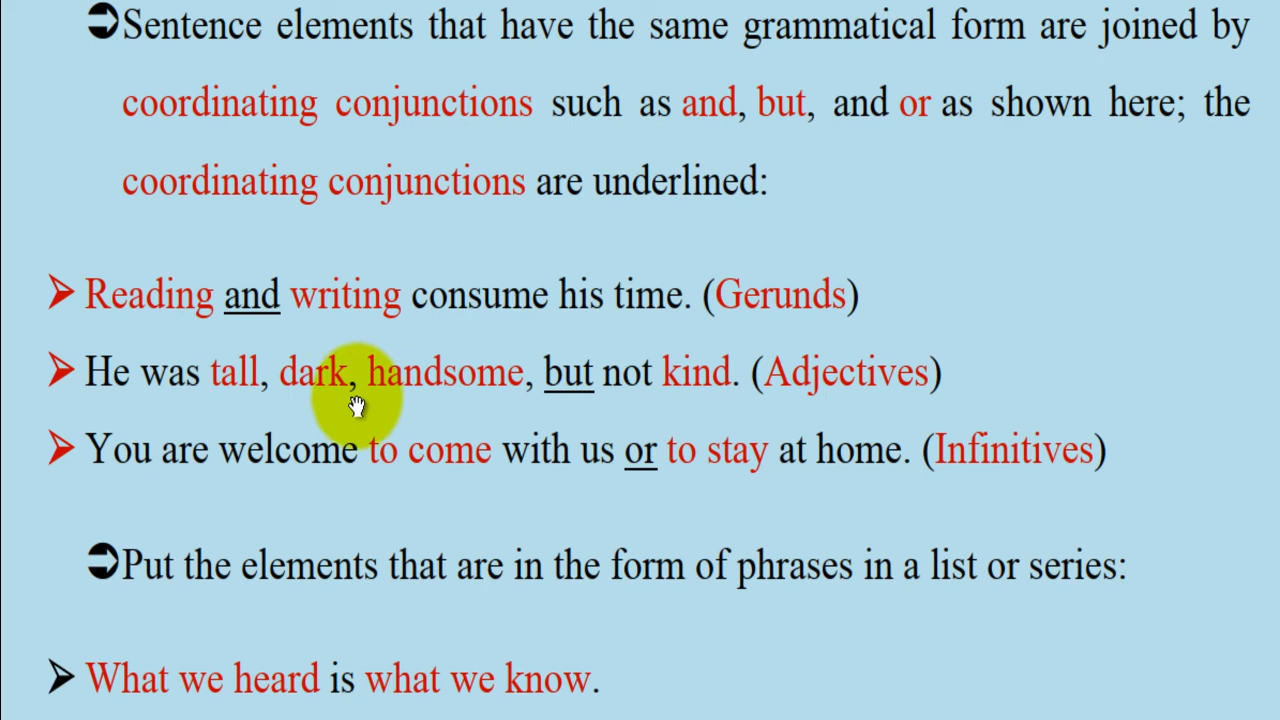 Sentence elements that have the same grammatical form are joined by
coordinating conjunctions such as and, but, and or as shown here; the
coordinating conjunctions are underlined:
Reading and writing consume his time. (Gerunds)
He was tall, dark, handsome, but not kind. (Adjectives)
You are welcome to come with us or to stay at home. (Infinitives)
Put the elements that are in the form of phrases in a list or series:
What we heard is what we know.